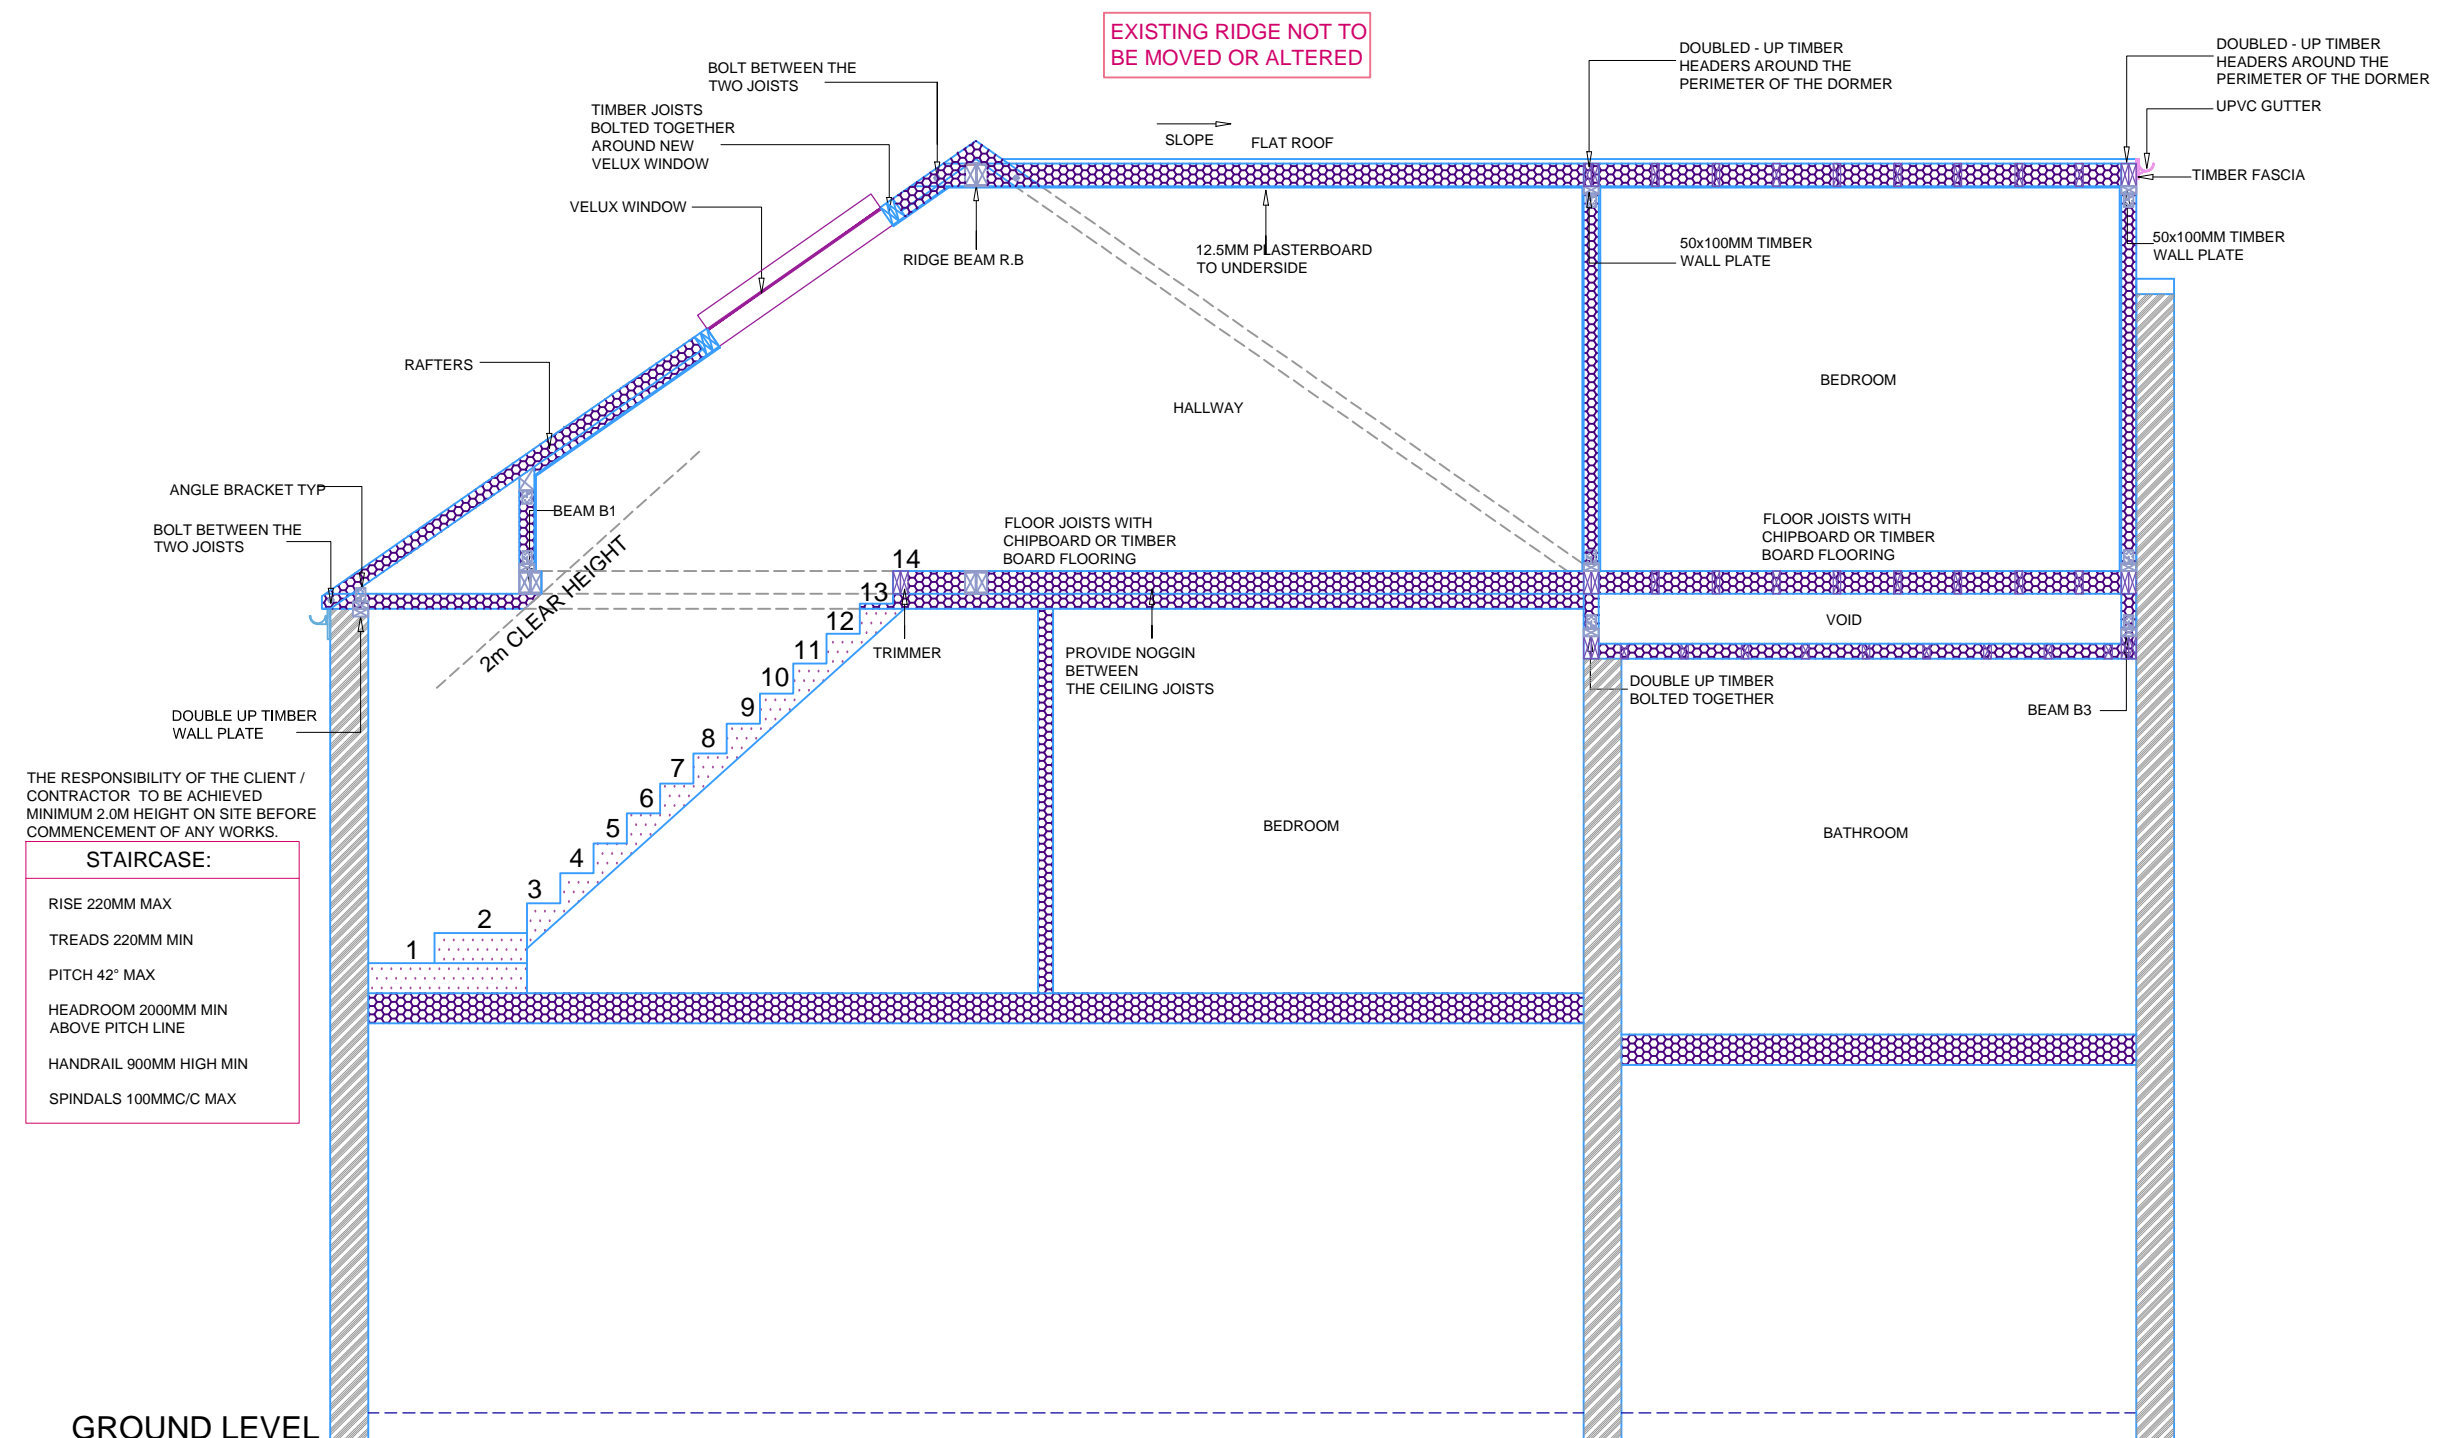 EXISTING RIDGE NOT TO
BE MOVED OR ALTERED
DOUBLED - UP TIMBER
HEADERS AROUND THE
PERIMETER OF THE DORMER
DOUBLED - UP TIMBER
HEADERS AROUND THE
PERIMETER OF THE DORMER
UPVC GUTTER
BOLT BETWEEN THE
TWO JOISTS
TIMBER JOISTS
BOLTED TOGETHER
AROUND NEW
VELUX WINDOW
SLOPE
FLAT ROOF
TIMBER FASCIA
VELUX WINDOW
RIDGE BEAM R.B
12.5MM PLASTERBOARD
TO UNDERSIDE
50x100MM TIMBER
WALL PLATE
50x100MM TIMBER
WALL PLATE
RAFTERS
HALLWAY
BEDROOM
ANGLE BRACKET TYP
BOLT BETWEEN THE
TWO JOISTS
BEAM B1
2m CLEAR HEIGHT
FLOOR JOISTS WITH
CHIPBOARD OR TIMBER
BOARD FLOORING
FLOOR JOISTS WITH
CHIPBOARD OR TIMBER
BOARD FLOORING
14
13
12
11
10
9
8
7
6
5
4
3
2
1
TRIMMER
PROVIDE NOGGIN
BETWEEN
THE CEILING JOISTS
VOID
DOUBLE UP TIMBER
BOLTED TOGETHER
BEAM B3
DOUBLE UP TIMBER
WALL PLATE
BEDROOM
BATHROOM
THE RESPONSIBILITY OF THE CLIENT /
CONTRACTOR TO BE ACHIEVED
MINIMUM 2.0M HEIGHT ON SITE BEFORE
COMMENCEMENT OF ANY WORKS.
STAIRCASE:
RISE 220MM MAX
TREADS 220MM MIN
PITCH 42° MAX
HEADROOM 2000MM MIN
ABOVE PITCH LINE
HANDRAIL 900MM HIGH MIN
SPINDALS 100MMC/C MAX
GROUND LEVEL